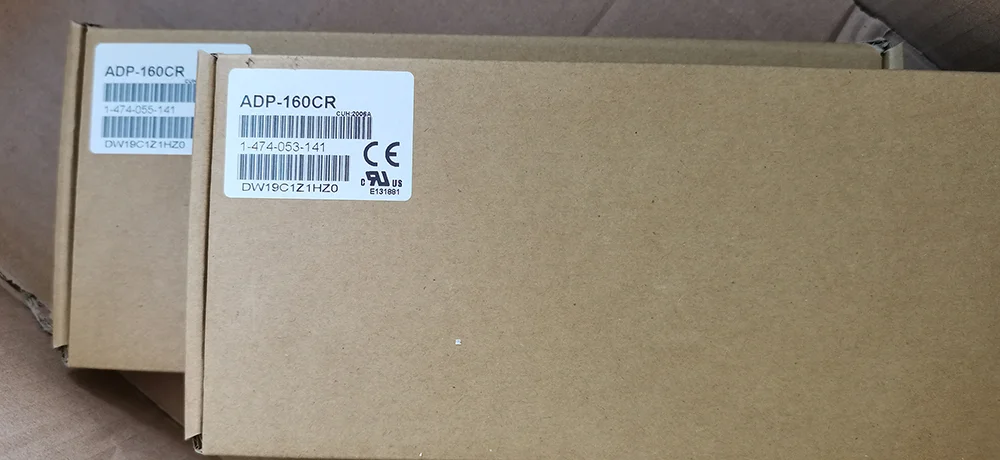 ADP-160CR
1-474-055-141
DW19C1Z1HZ0
ADP-160CR
CUH.2006A
1-474-053-141
DW19C1Z1HZ0
CE
C RU US
E131881